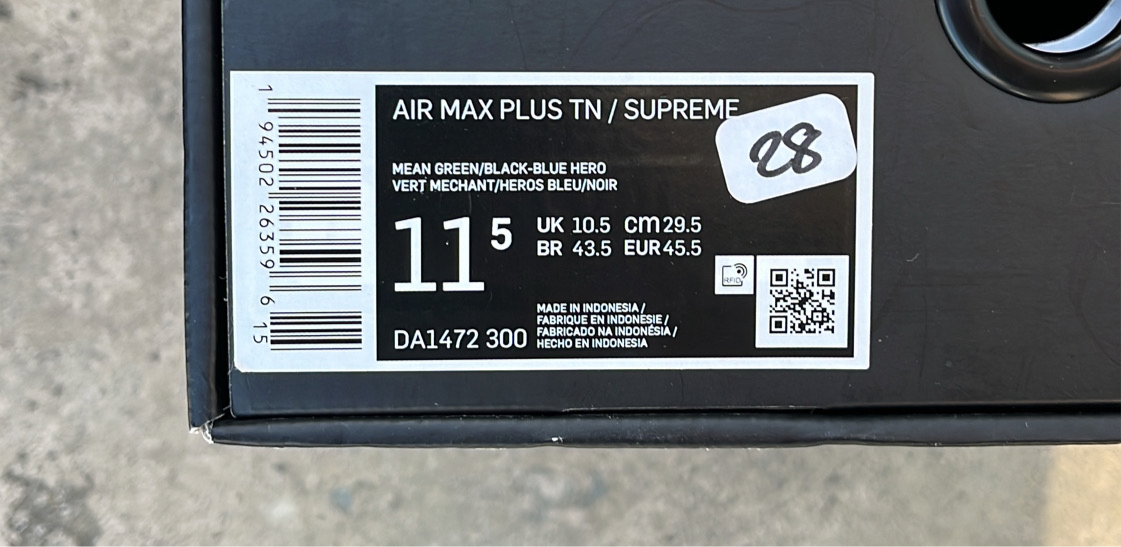 AIR MAX PLUS TN / SUPREME
28
MEAN GREEN/BLACK-BLUE HERO
VERT MECHANT/HEROS BLEU/NOIR
11 5
UK 10.5 cm 29.5
BR 43.5 EUR 45.5
RFID
DA1472 300
MADE IN INDONESIA /
FABRIQUE EN INDONESIE /
FABRICADO NA INDONÉSIA /
HECHO EN INDONESIA
1 94502 26359 6 15